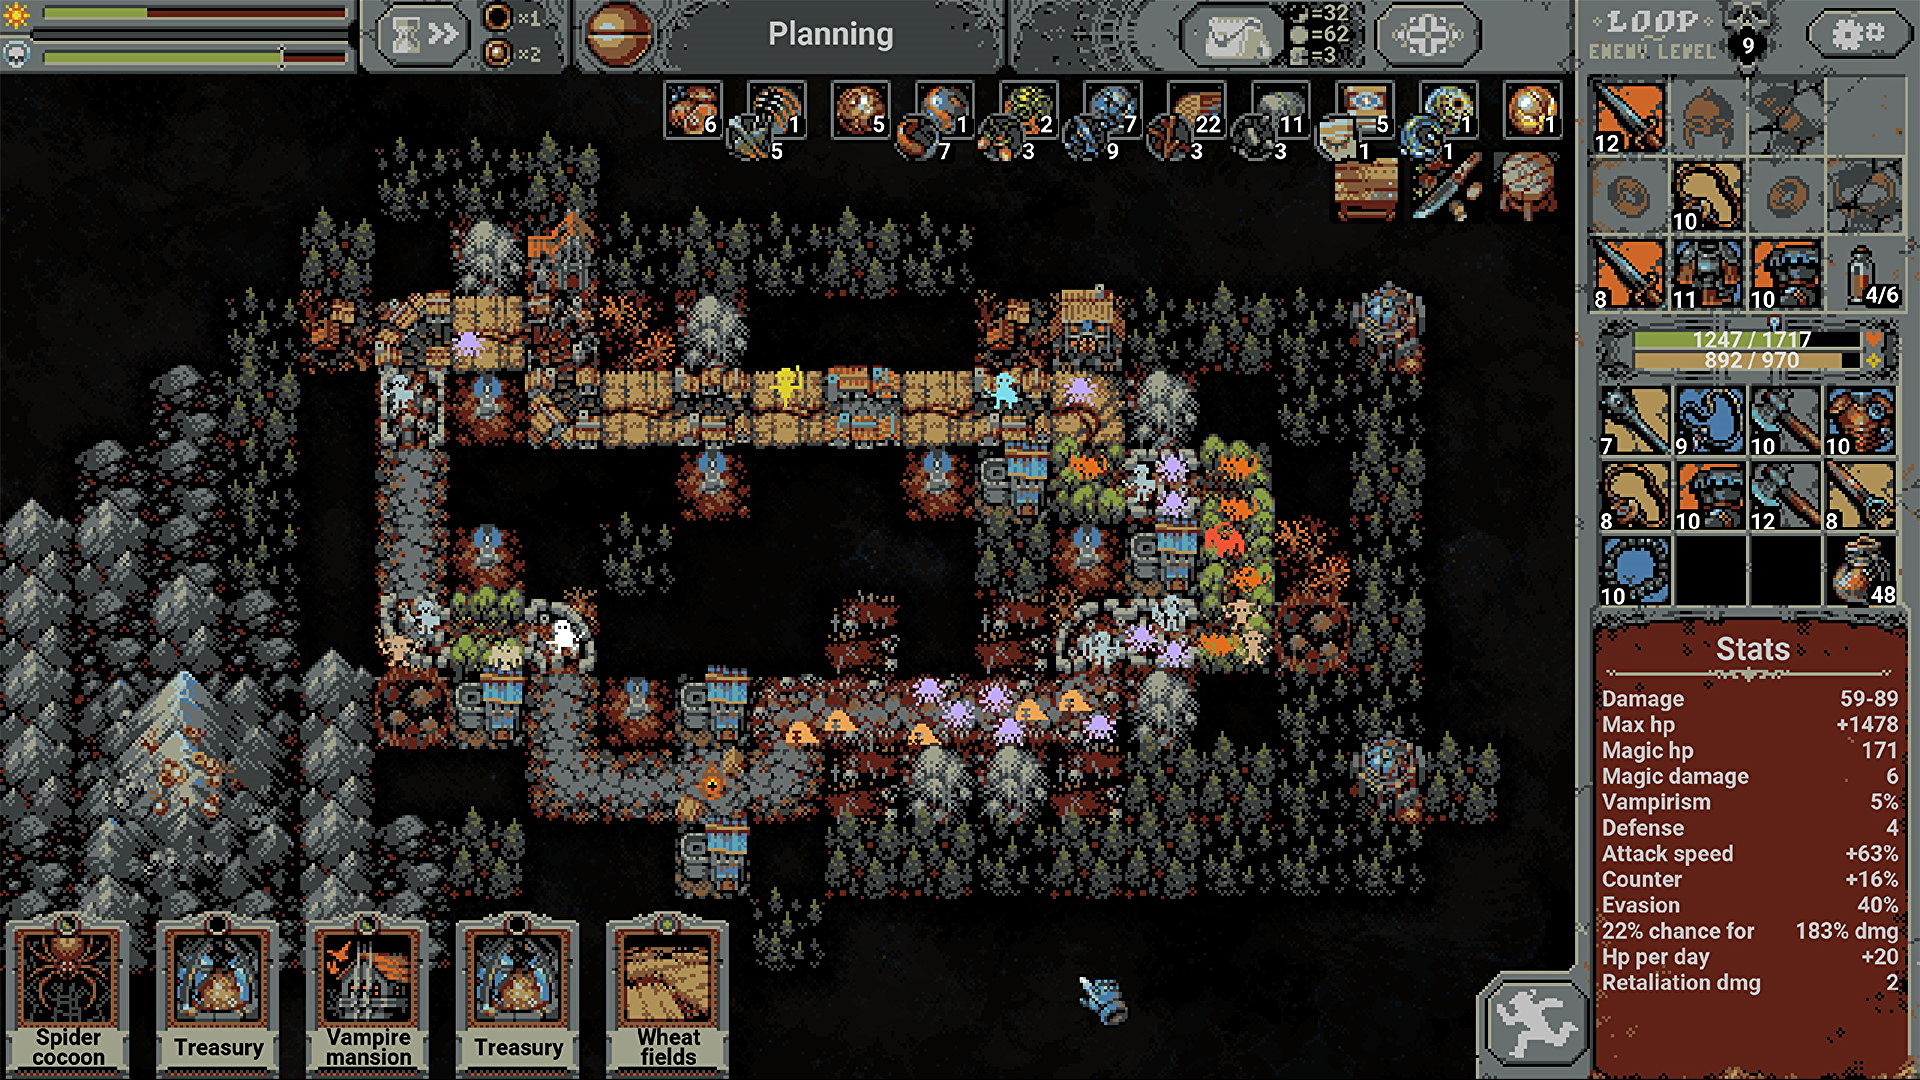 ×1
×2
Planning
=32
=62
=3
LOOP
ENEMY LEVEL
9
6
1
5
5
1
7
2
3
7
9
22
3
11
3
5
1
1
1
1
12
10
8
11
10
4/6
1247 / 1717
892 / 970
7
9
10
10
8
10
12
8
10
48
Stats
Damage 59-89
Max hp +1478
Magic hp 171
Magic damage 6
Vampirism 5%
Defense 4
Attack speed +63%
Counter +16%
Evasion 40%
22% chance for 183% dmg
Hp per day +20
Retaliation dmg 2
Spider
cocoon
Treasury
Vampire
mansion
Treasury
Wheat
fields